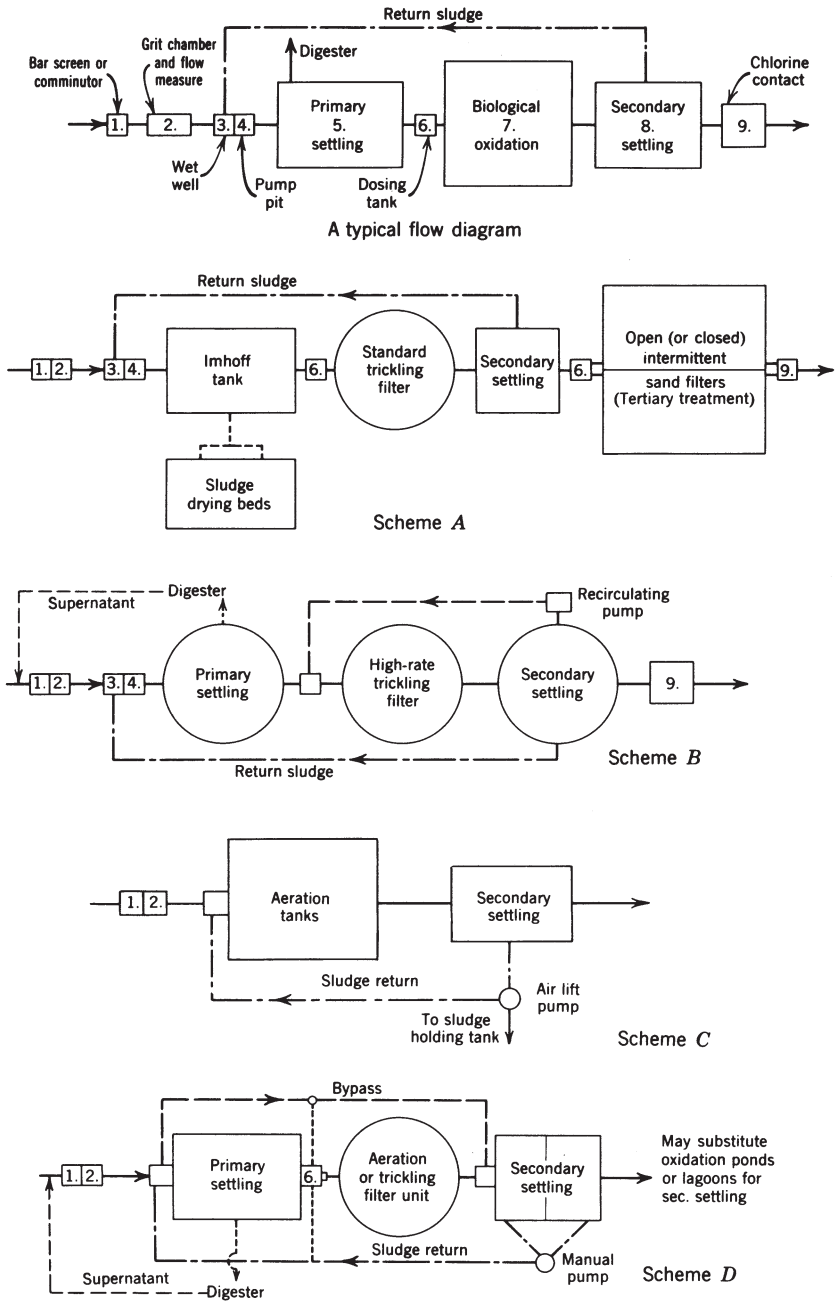 Return sludge
Bar screen or
comminutor
Grit chamber
and flow
measure
Digester
Chlorine
contact
1.
2.
3.
4.
Primary
5.
settling
6.
Biological
7.
oxidation
Secondary
8.
settling
9.
Wet
well
Pump
pit
Dosing
tank
A typical flow diagram
Return sludge
1.
2.
3.
4.
Imhoff
tank
6.
Standard
trickling
filter
Secondary
settling
6.
Open (or closed)
intermittent
sand filters
(Tertiary treatment)
9.
Sludge
drying beds
Scheme A
Digester
Supernatant
Recirculating
pump
1.
2.
3.
4.
Primary
settling
High-rate
trickling
filter
Secondary
settling
9.
Return sludge
Scheme B
1.
2.
Aeration
tanks
Secondary
settling
Sludge return
Air lift
pump
To sludge
holding tank
Scheme C
Bypass
1.
2.
Primary
settling
6.
Aeration
or trickling
filter unit
Secondary
settling
May substitute
oxidation ponds
or lagoons for
sec. settling
Sludge return
Manual
pump
Supernatant
Digester
Scheme D